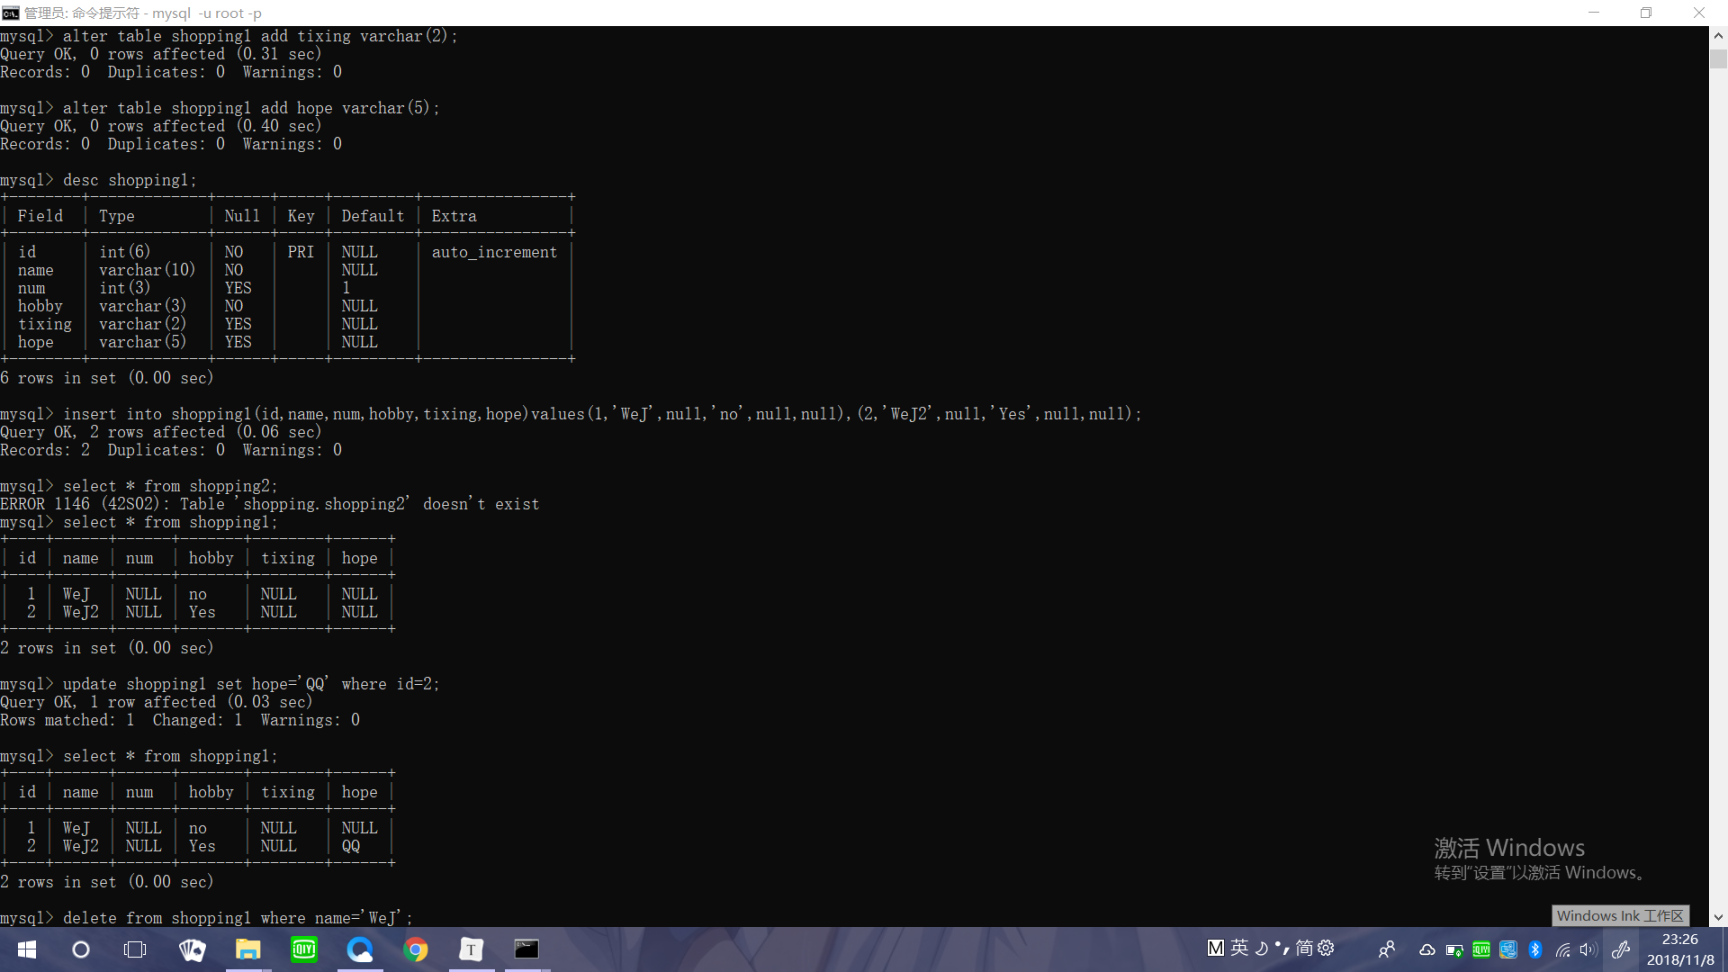 管理员: 命令提示符 - mysql  -u root -p
mysql> alter table shopping1 add tixing varchar(2);
Query OK, 0 rows affected (0.31 sec)
Records: 0  Duplicates: 0  Warnings: 0
mysql> alter table shopping1 add hope varchar(5);
Query OK, 0 rows affected (0.40 sec)
Records: 0  Duplicates: 0  Warnings: 0
mysql> desc shopping1;
+--------+-------------+------+-----+---------+----------------+
| Field  | Type        | Null | Key | Default | Extra          |
+--------+-------------+------+-----+---------+----------------+
| id     | int(6)      | NO   | PRI | NULL    | auto_increment |
| name   | varchar(10) | NO   |     | NULL    |                |
| num    | int(3)      | YES  |     | 1       |                |
| hobby  | varchar(3)  | NO   |     | NULL    |                |
| tixing | varchar(2)  | YES  |     | NULL    |                |
| hope   | varchar(5)  | YES  |     | NULL    |                |
+--------+-------------+------+-----+---------+----------------+
6 rows in set (0.00 sec)
mysql> insert into shopping1(id,name,num,hobby,tixing,hope)values(1,'WeJ',null,'no',null,null),(2,'WeJ2',null,'Yes',null,null);
Query OK, 2 rows affected (0.06 sec)
Records: 2  Duplicates: 0  Warnings: 0
mysql> select * from shopping2;
ERROR 1146 (42S02): Table 'shopping.shopping2' doesn't exist
mysql> select * from shopping1;
+----+------+------+-------+--------+------+
| id | name | num  | hobby | tixing | hope |
+----+------+------+-------+--------+------+
|  1 | WeJ  | NULL | no    | NULL   | NULL |
|  2 | WeJ2 | NULL | Yes   | NULL   | NULL |
+----+------+------+-------+--------+------+
2 rows in set (0.00 sec)
mysql> update shopping1 set hope='QQ' where id=2;
Query OK, 1 row affected (0.03 sec)
Rows matched: 1  Changed: 1  Warnings: 0
mysql> select * from shopping1;
+----+------+------+-------+--------+------+
| id | name | num  | hobby | tixing | hope |
+----+------+------+-------+--------+------+
|  1 | WeJ  | NULL | no    | NULL   | NULL |
|  2 | WeJ2 | NULL | Yes   | NULL   | QQ   |
+----+------+------+-------+--------+------+
2 rows in set (0.00 sec)
mysql> delete from shopping1 where name='WeJ';
激活 Windows
转到"设置"以激活 Windows。
Windows Ink 工作区
M 英 简
23:26
2018/11/8